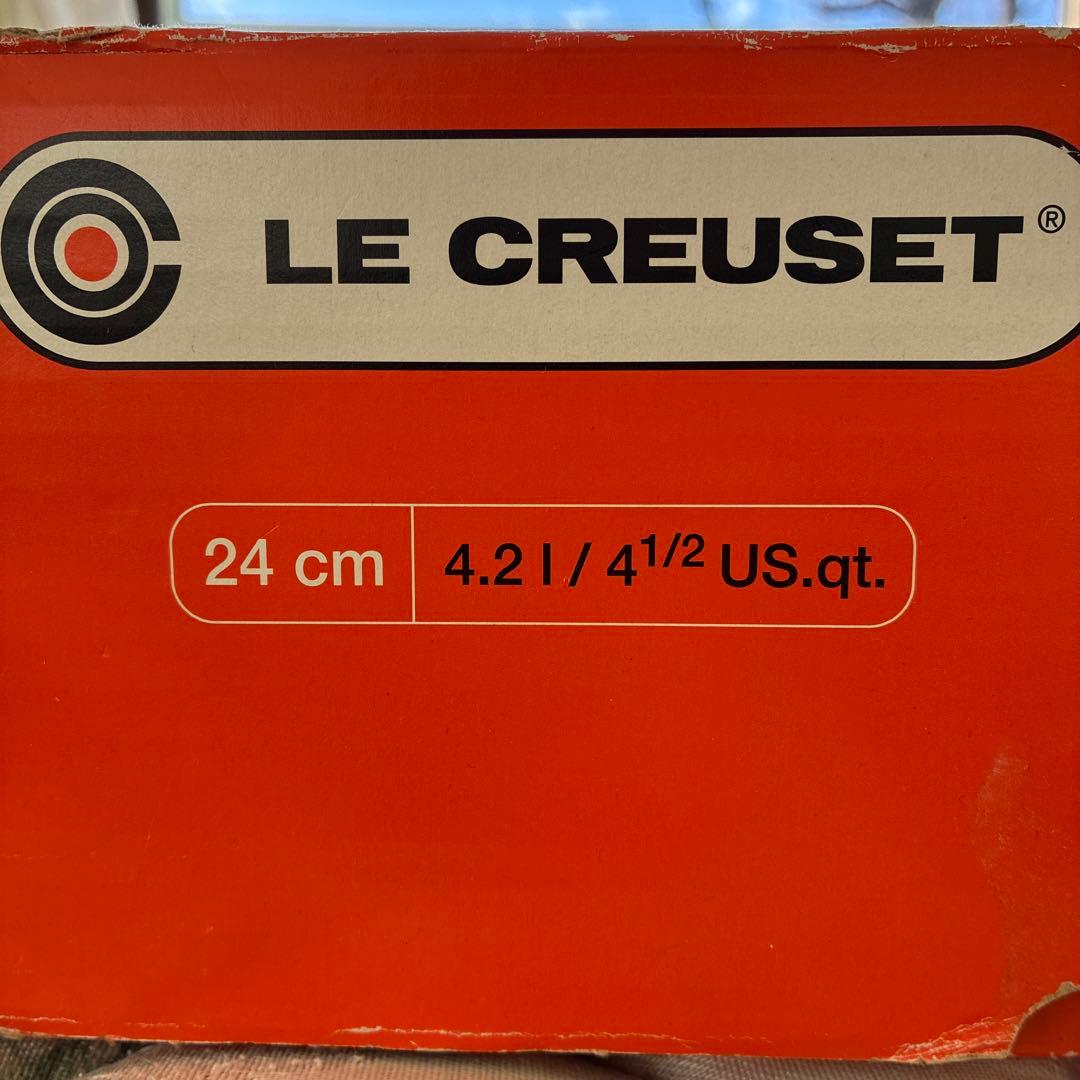 LE CREUSET®
24 cm 4.2 l / 4 1/2 US.qt.